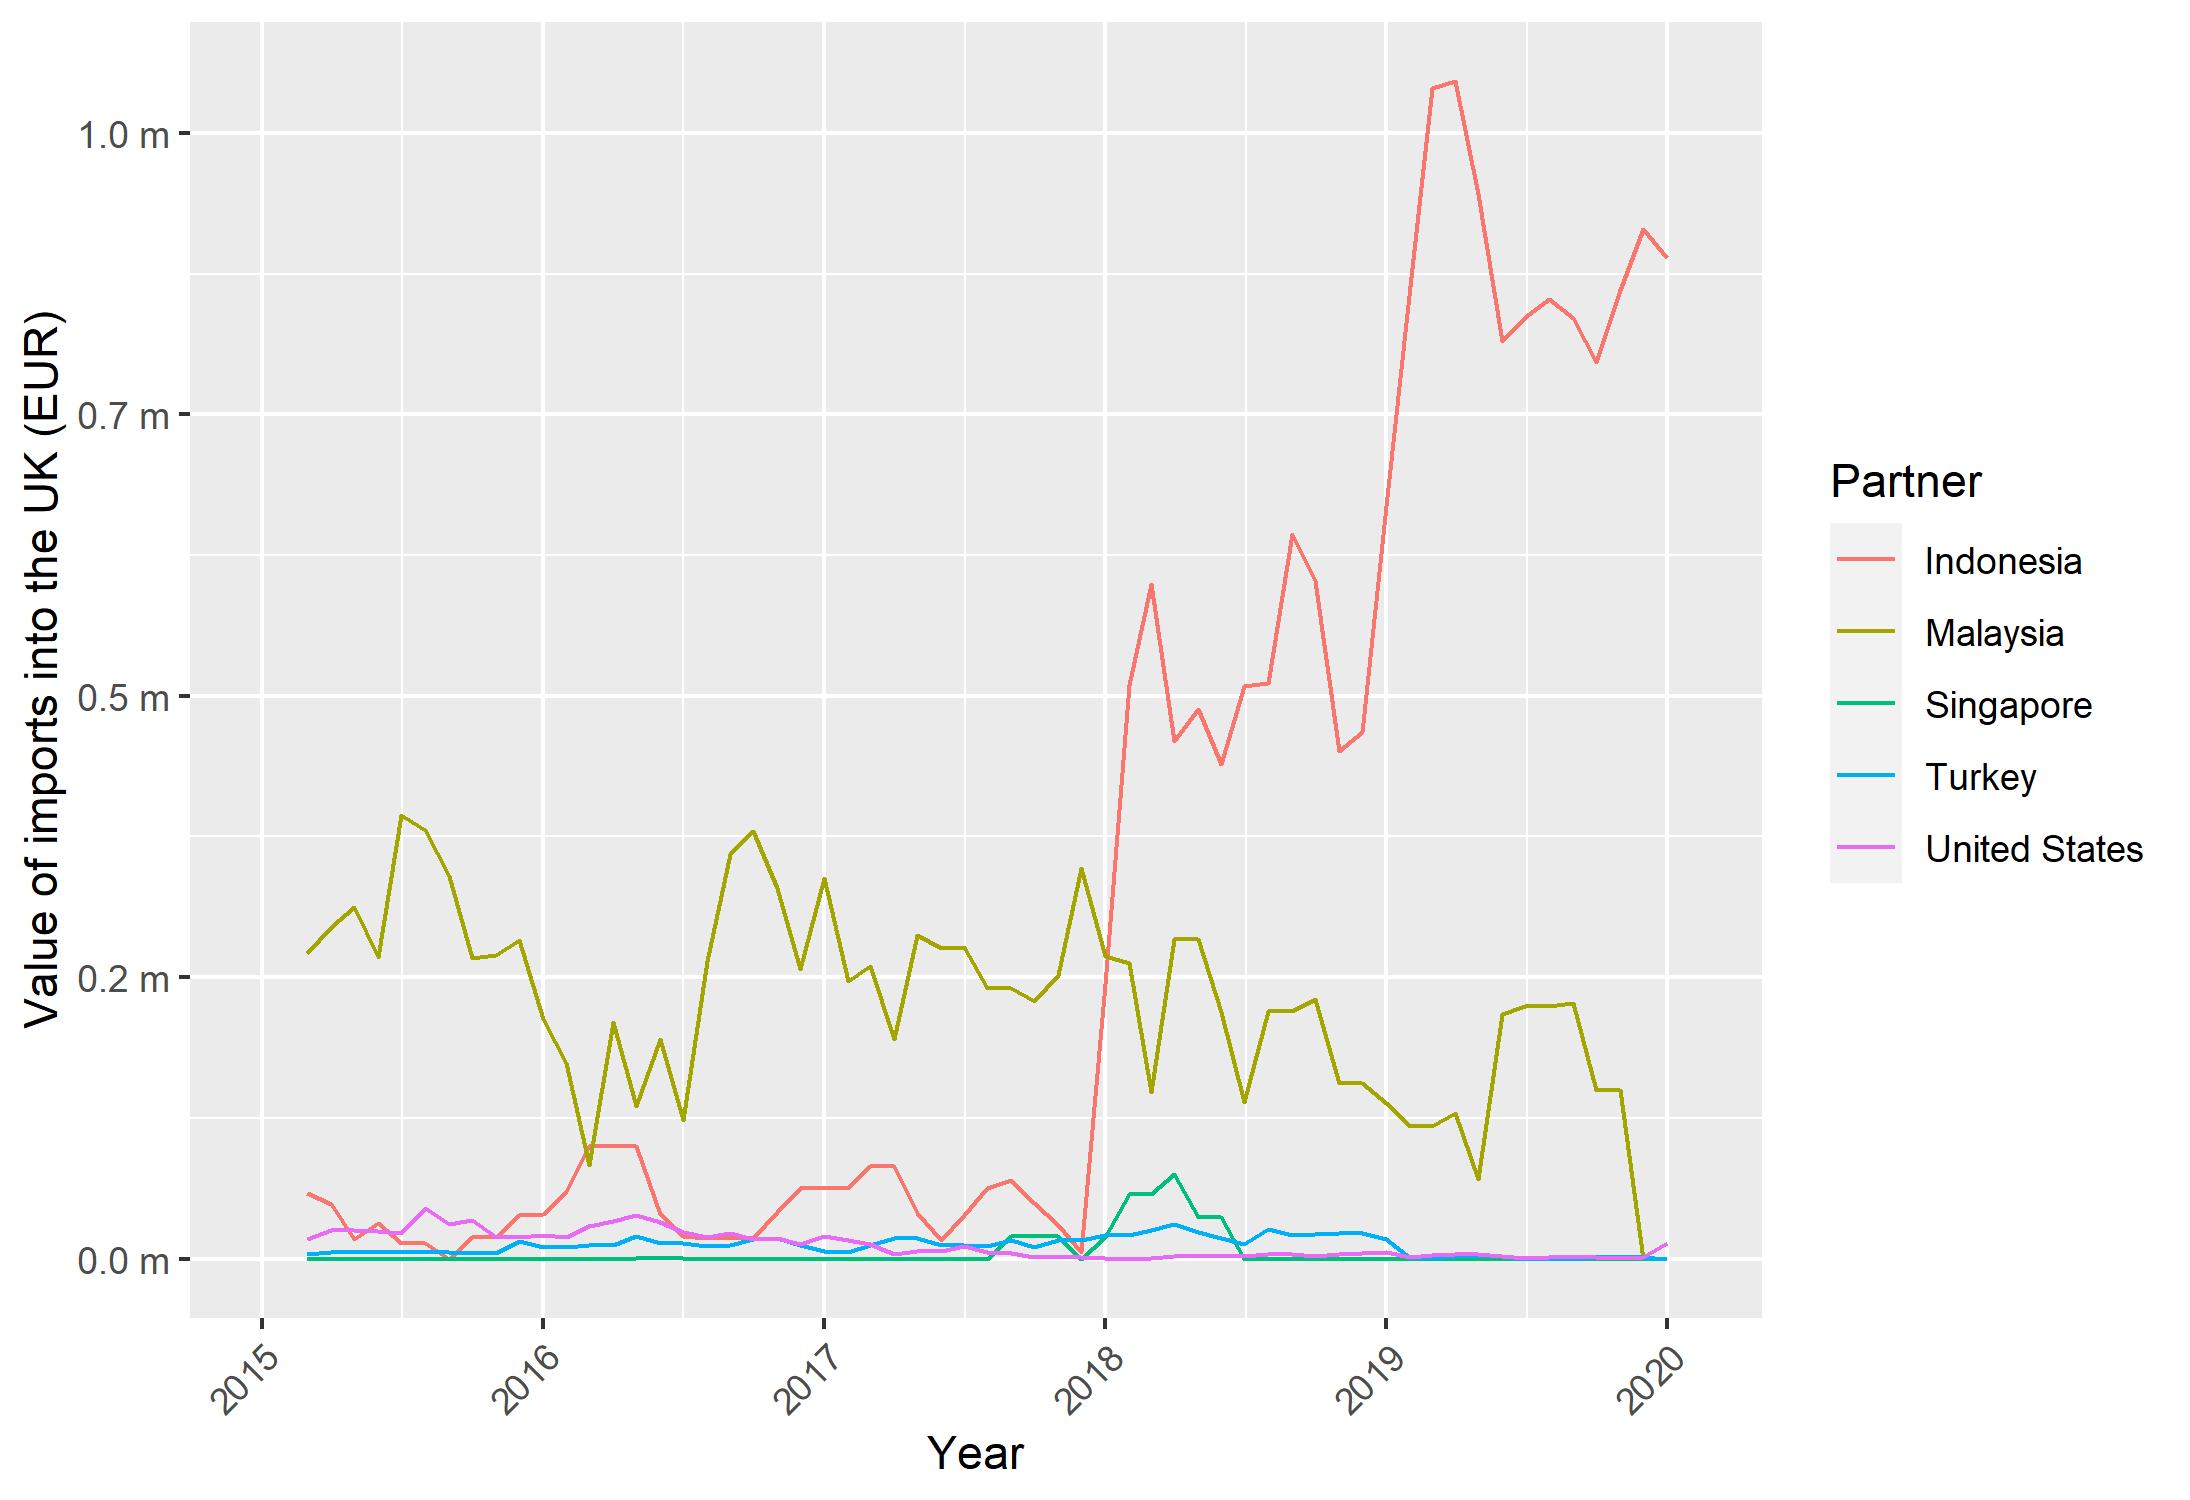 Value of imports into the UK (EUR)
1.0 m
0.7 m
0.5 m
0.2 m
0.0 m
2015
2016
2017
2018
2019
2020
Year
Partner
Indonesia
Malaysia
Singapore
Turkey
United States